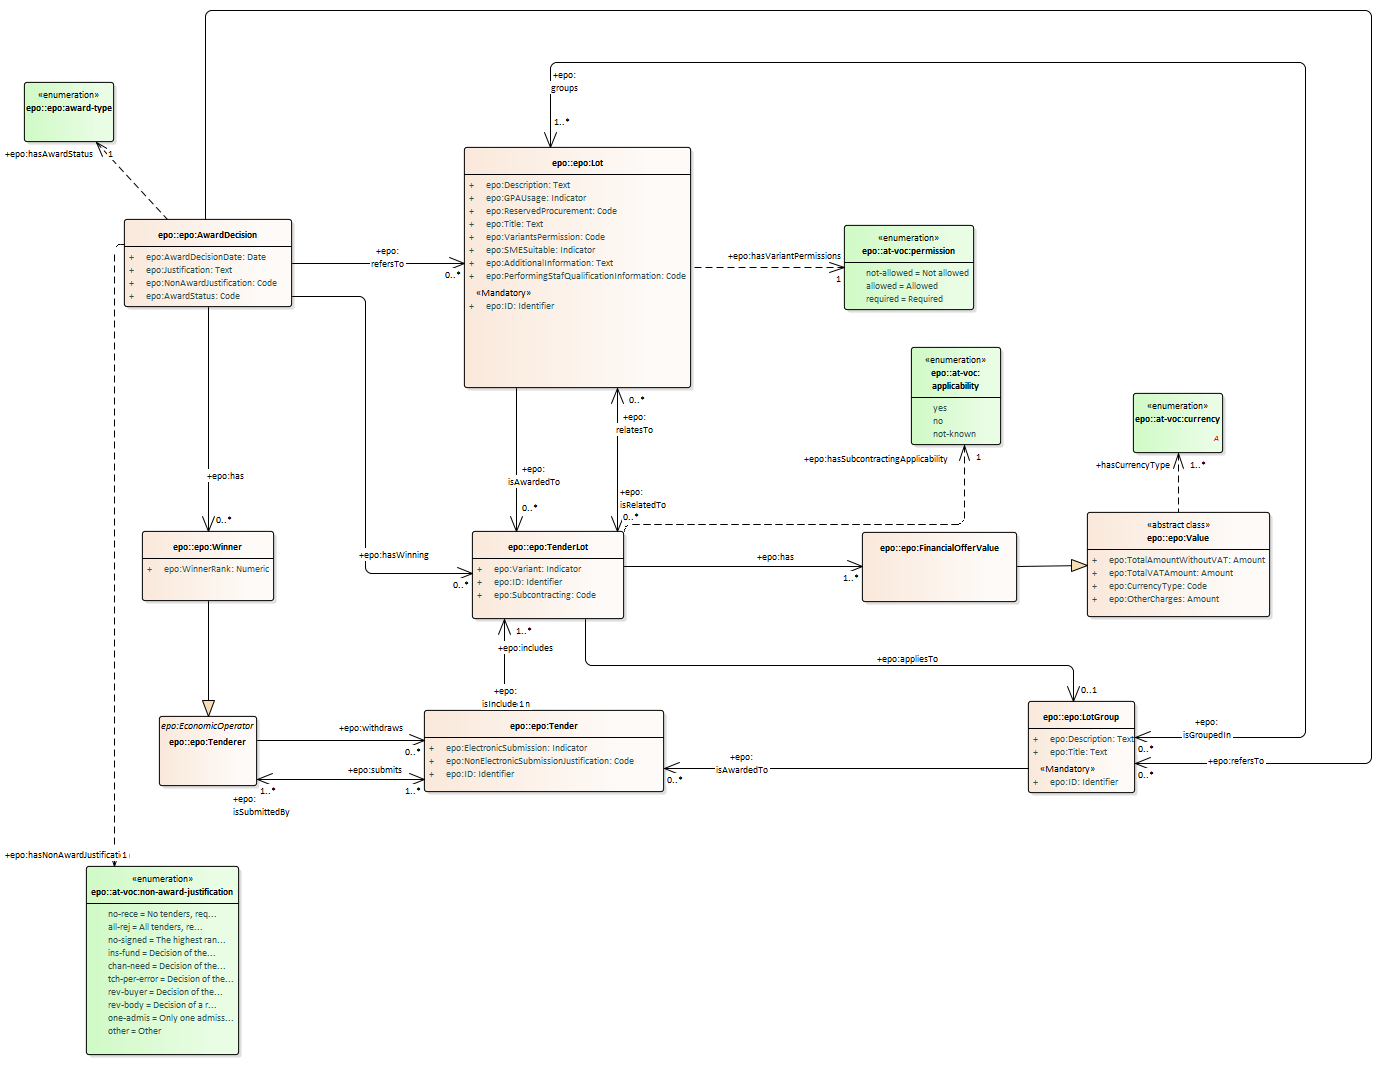 +epo:
groups
1..*
«enumeration»
epo::epo:award-type
+epo:hasAwardStatus
1
epo::epo:Lot
+ epo:Description: Text
+ epo:GPAUsage: Indicator
+ epo:ReservedProcurement: Code
+ epo:Title: Text
+ epo:VariantsPermission: Code
+ epo:SMESuitable: Indicator
+ epo:AdditionalInformation: Text
+ epo:PerformingStafQualificationInformation: Code
«Mandatory»
+ epo:ID: Identifier
epo::epo:AwardDecision
+ epo:AwardDecisionDate: Date
+ epo:Justification: Text
+ epo:NonAwardJustification: Code
+ epo:AwardStatus: Code
+epo:
refersTo
0..*
+epo:hasVariantPermissions
1
«enumeration»
epo::at-voc:permission
not-allowed = Not allowed
allowed = Allowed
required = Required
«enumeration»
epo::at-voc:
applicability
yes
no
not-known
+epo:hasSubcontractingApplicability
1
«enumeration»
epo::at-voc:currency
A
+hasCurrencyType
1..*
0..*
+epo:
relatesTo
+epo:
isAwardedTo
0..*
+epo:
isRelatedTo
0..*
+epo:has
0..*
epo::epo:Winner
+ epo:WinnerRank: Numeric
+epo:hasWinning
0..*
epo::epo:TenderLot
+ epo:Variant: Indicator
+ epo:ID: Identifier
+ epo:Subcontracting: Code
+epo:has
1..*
epo::epo:FinancialOfferValue
«abstract class»
epo::epo:Value
+ epo:TotalAmountWithoutVAT: Amount
+ epo:TotalVATAmount: Amount
+ epo:CurrencyType: Code
+ epo:OtherCharges: Amount
1..*
+epo:includes
+epo:
isInclude
1
n
+epo:appliesTo
0..1
epo:EconomicOperator
epo::epo:Tenderer
+epo:withdraws
0..*
+epo:submits
1..*
1..*
+epo:
isSubmittedBy
epo::epo:Tender
+ epo:ElectronicSubmission: Indicator
+ epo:NonElectronicSubmissionJustification: Code
+ epo:ID: Identifier
+epo:
isAwardedTo
0..*
epo::epo:LotGroup
+ epo:Description: Text
+ epo:Title: Text
«Mandatory»
+ epo:ID: Identifier
+epo:
isGroupedIn
0..*
+epo:refersTo
0..*
+epo:hasNonAwardJustificati
1
«enumeration»
epo::at-voc:non-award-justification
no-rece = No tenders, req...
all-rej = All tenders, re...
no-signed = The highest ran...
ins-fund = Decision of the...
chan-need = Decision of the...
tch-per-error = Decision of the...
rev-buyer = Decision of the...
rev-body = Decision of a r...
one-admis = Only one admiss...
other = Other